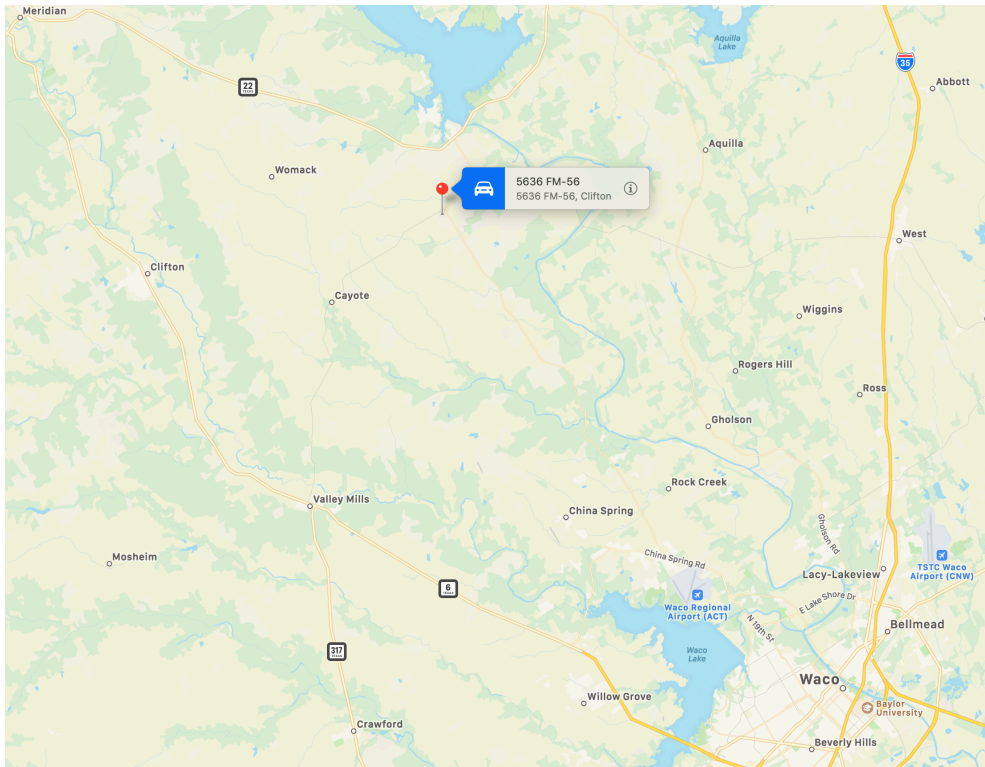 Meridian
Aquilla
Lake
35
22
TEXAS
Abbott
Aquilla
Womack
5636 FM-56
5636 FM-56, Clifton
West
Clifton
Cayote
Wiggins
Rogers Hill
Ross
Gholson
Rock Creek
Valley Mills
China Spring
Gholson Rd
Mosheim
China Spring Rd
TSTC Waco
Airport (CNW)
Lacy-Lakeview
6
TEXAS
Waco Regional
Airport (ACT)
E Lake Shore Dr
N 19th St
Bellmead
317
TEXAS
Waco
Lake
Waco
Willow Grove
Baylor
University
Crawford
Beverly Hills